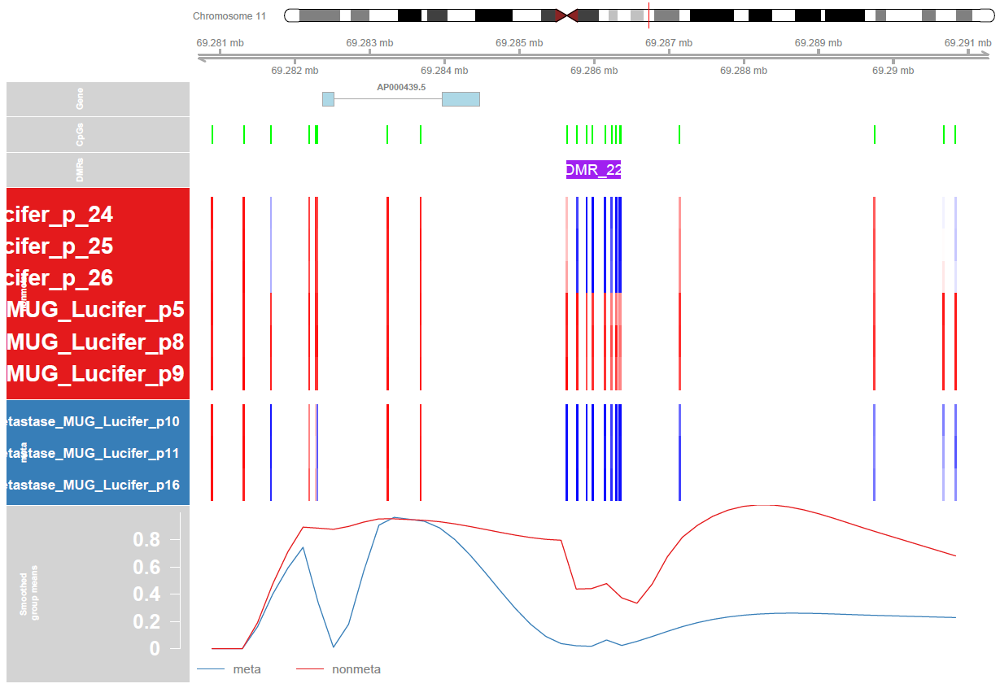 Chromosome 11
69.281 mb 69.283 mb 69.285 mb 69.287 mb 69.289 mb 69.291 mb
69.282 mb 69.284 mb 69.286 mb 69.288 mb 69.29 mb
Gene
AP000439.5
CpGs
DMRs
DMR_22
cifer_p_24
cifer_p_25
cifer_p_26
MUG_Lucifer_p5
MUG_Lucifer_p8
MUG_Lucifer_p9
etastase_MUG_Lucifer_p10
etastase_MUG_Lucifer_p11
etastase_MUG_Lucifer_p16
Smoothed
group means
0.8
0.6
0.4
0.2
0
meta nonmeta